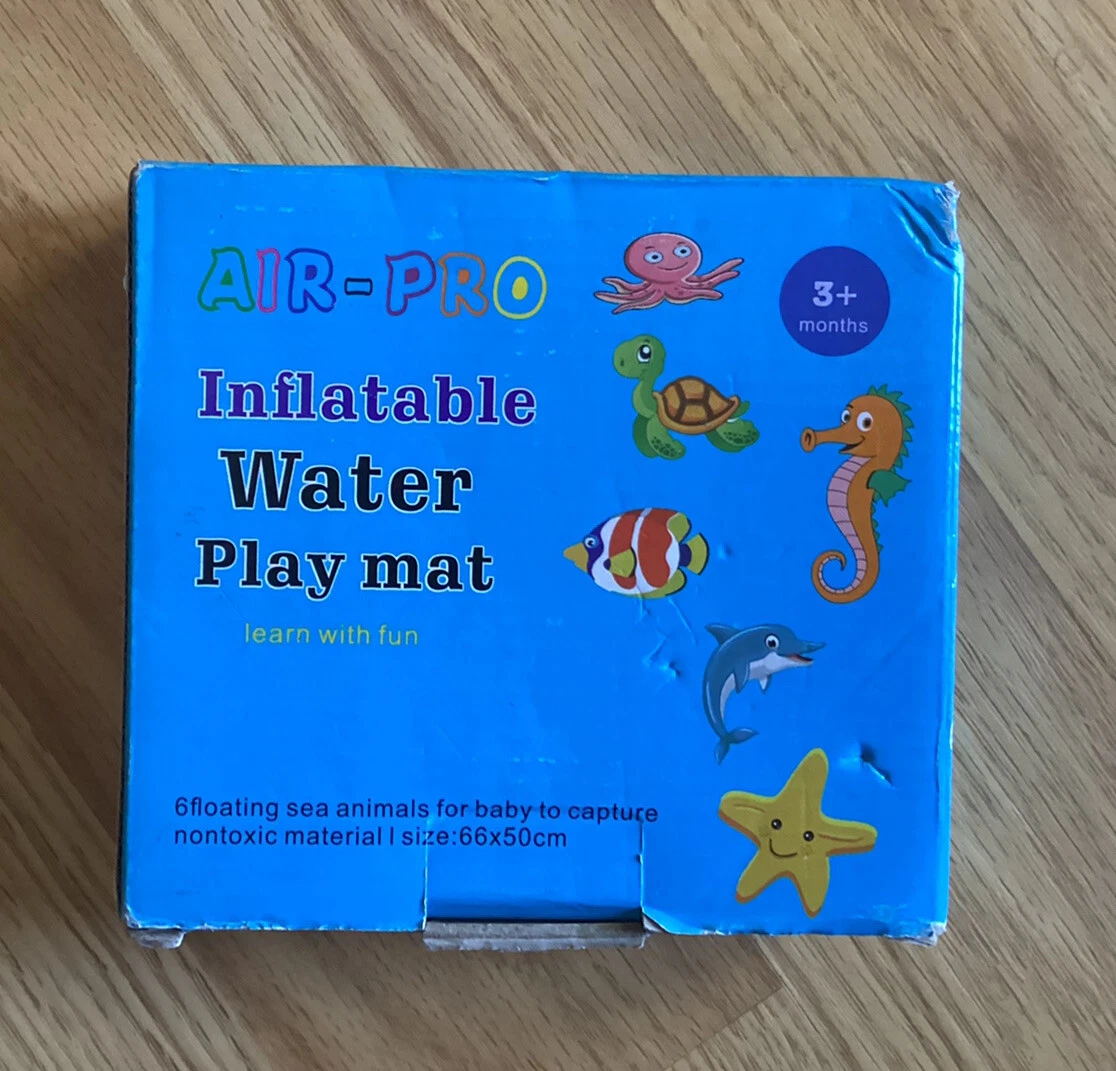 AIR-PRO
3+
months
Inflatable
Water
Play mat
learn with fun
6floating sea animals for baby to capture
nontoxic material | size:66x50cm